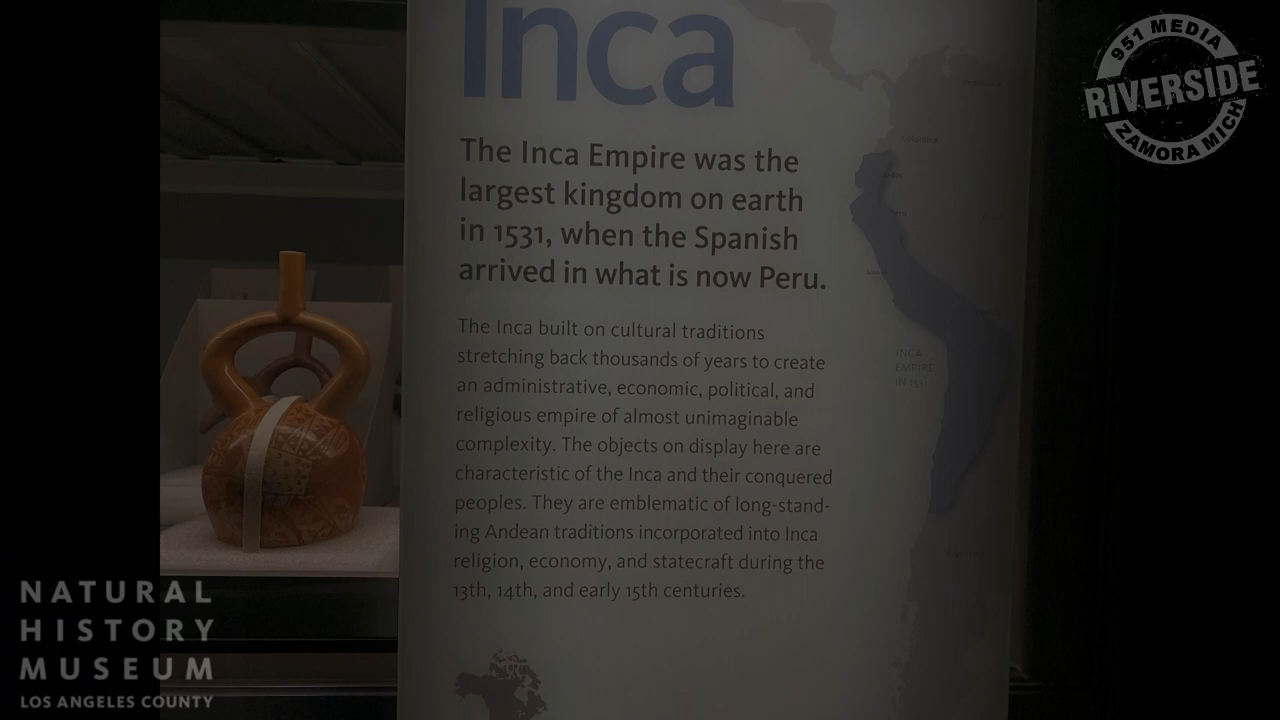 Inca
The Inca Empire was the
largest kingdom on earth
in 1531, when the Spanish
arrived in what is now Peru.
The Inca built on cultural traditions
stretching back thousands of years to create
an administrative, economic, political, and
religious empire of almost unimaginable
complexity. The objects on display here are
characteristic of the Inca and their conquered
peoples. They are emblematic of long-stand-
ing Andean traditions incorporated into Inca
religion, economy, and statecraft during the
13th, 14th, and early 15th centuries.
Colombia
INCA
EMPIRE
IN 1531
951 MEDIA
RIVERSIDE
ZAMORA MICH
NATURAL
HISTORY
MUSEUM
LOS ANGELES COUNTY